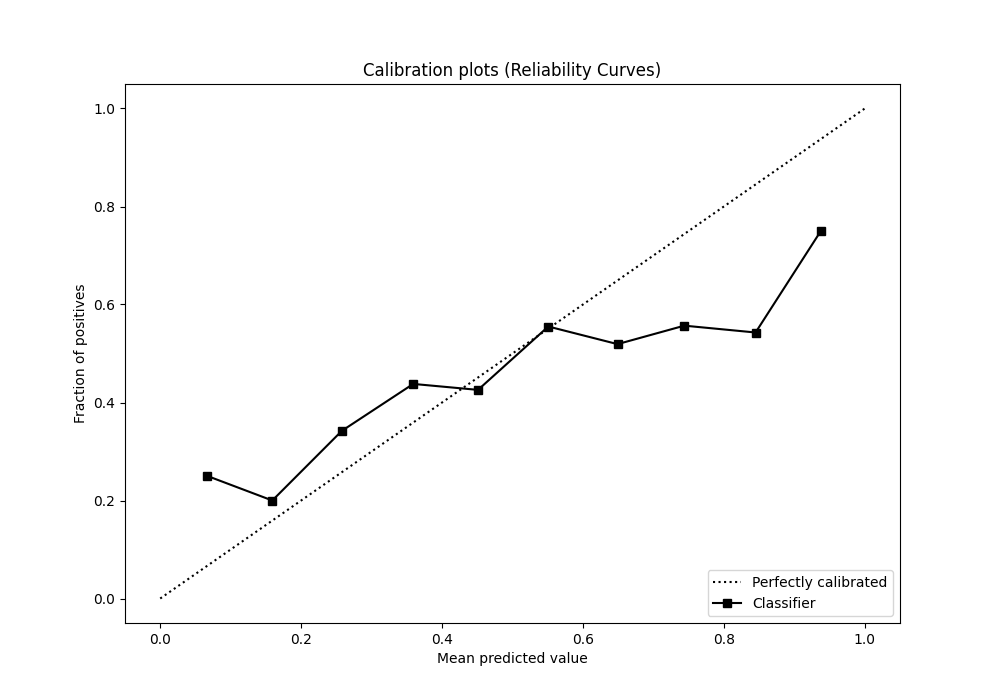 Calibration plots (Reliability Curves)
1.0
0.8
0.6
0.4
0.2
0.0
Fraction of positives
0.0 0.2 0.4 0.6 0.8 1.0
Mean predicted value
Perfectly calibrated
Classifier